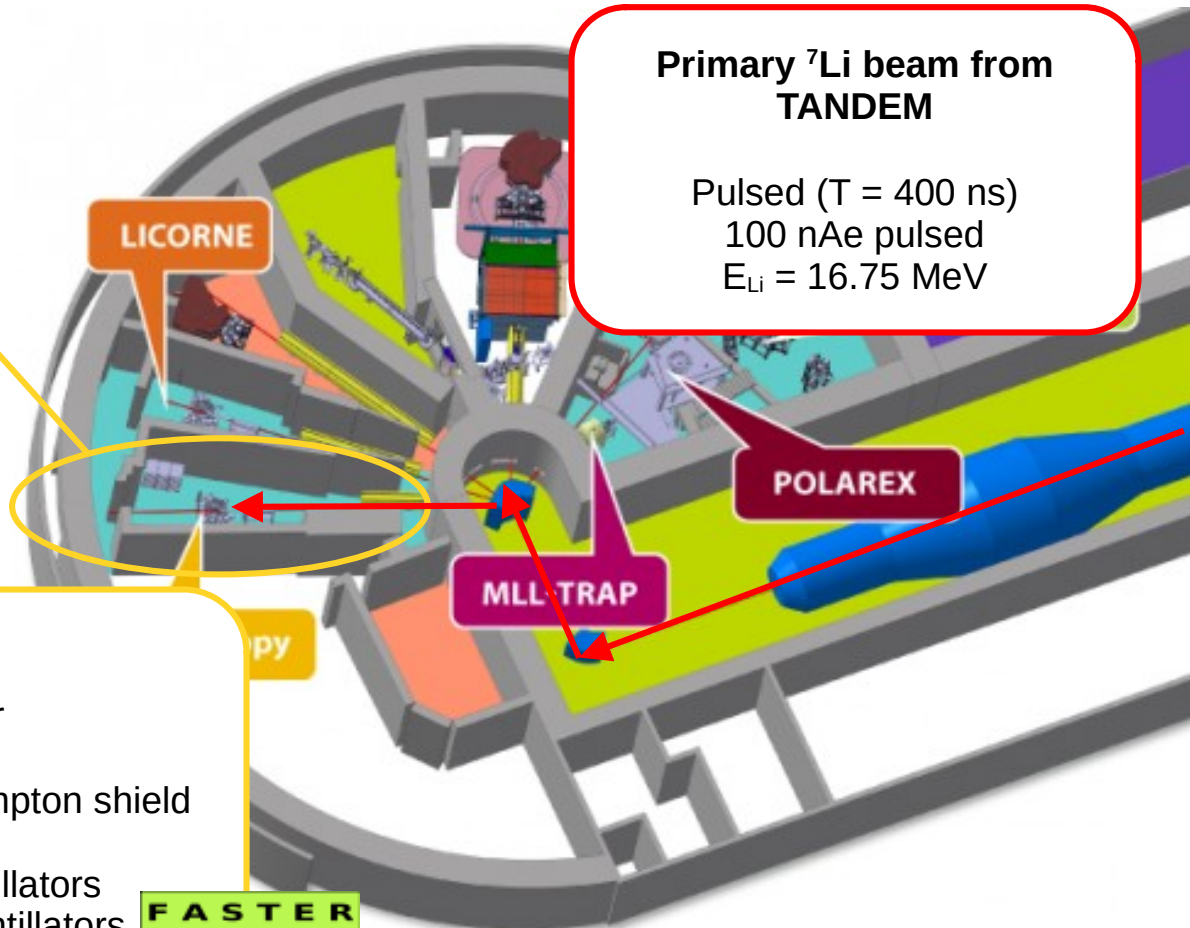 Primary ⁷Li beam from
TANDEM
Pulsed (T = 400 ns)
100 nAe pulsed
E_Li = 16.75 MeV
LICORNE
POLAREX
MLL-TRAP
shield
FASTER